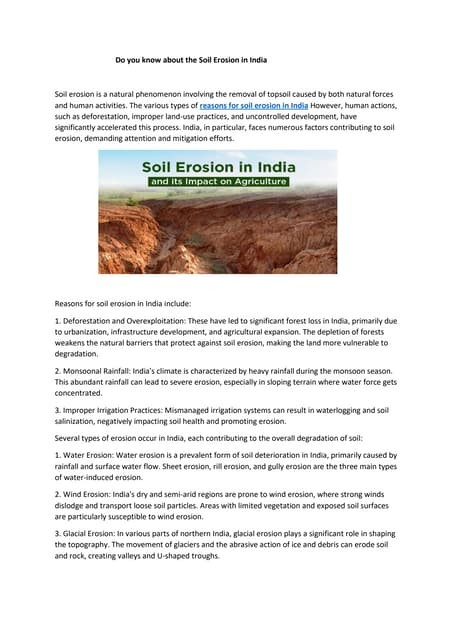 Do you know about the Soil Erosion in India
Soil erosion is a natural phenomenon involving the removal of topsoil caused by both natural forces
and human activities. The various types of reasons for soil erosion in India However, human actions,
such as deforestation, improper land-use practices, and uncontrolled development, have
significantly accelerated this process. India, in particular, faces numerous factors contributing to soil
erosion, demanding attention and mitigation efforts.
Soil Erosion in India
and its Impact on Agriculture
Reasons for soil erosion in India include:
1. Deforestation and Overexploitation: These have led to significant forest loss in India, primarily due
to urbanization, infrastructure development, and agricultural expansion. The depletion of forests
weakens the natural barriers that protect against soil erosion, making the land more vulnerable to
degradation.
2. Monsoonal Rainfall: India's climate is characterized by heavy rainfall during the monsoon season.
This abundant rainfall can lead to severe erosion, especially in sloping terrain where water force gets
concentrated.
3. Improper Irrigation Practices: Mismanaged irrigation systems can result in waterlogging and soil
salinization, negatively impacting soil health and promoting erosion.
Several types of erosion occur in India, each contributing to the overall degradation of soil:
1. Water Erosion: Water erosion is a prevalent form of soil deterioration in India, primarily caused by
rainfall and surface water flow. Sheet erosion, rill erosion, and gully erosion are the three main types
of water-induced erosion.
2. Wind Erosion: India's dry and semi-arid regions are prone to wind erosion, where strong winds
dislodge and transport loose soil particles. Areas with limited vegetation and exposed soil surfaces
are particularly susceptible to wind erosion.
3. Glacial Erosion: In various parts of northern India, glacial erosion plays a significant role in shaping
the topography. The movement of glaciers and the abrasive action of ice and debris can erode soil
and rock, creating valleys and U-shaped troughs.